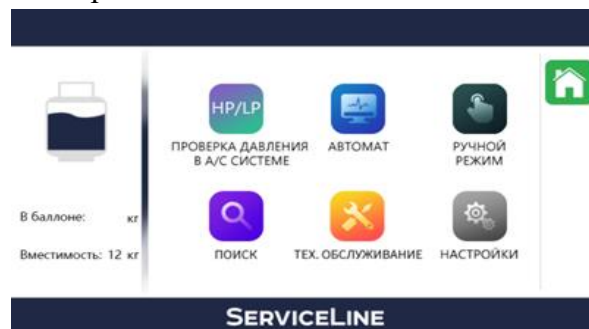 HP/LP
ПРОВЕРКА ДАВЛЕНИЯ
В А/С СИСТЕМЕ
АВТОМАТ
РУЧНОЙ
РЕЖИМ
В баллоне: кг
Вместимость: 12 кг
ПОИСК
ТЕХ. ОБСЛУЖИВАНИЕ
НАСТРОЙКИ
SERVICELINE